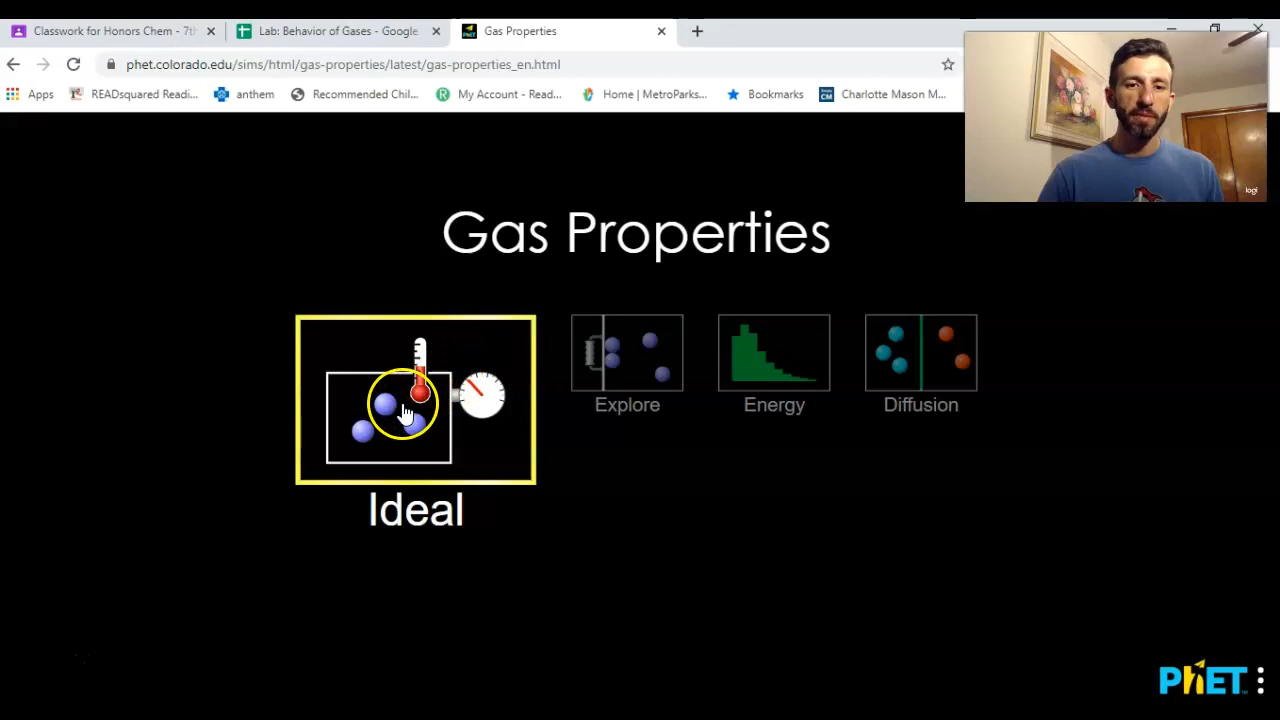 Classwork for Honors Chem - 7th
Lab: Behavior of Gases - Google
Gas Properties
phet.colorado.edu/sims/html/gas-properties/latest/gas-properties_en.html
Apps
READsquared Readi...
anthem
Recommended Chil...
My Account - Read...
Home | MetroParks...
Bookmarks
Charlotte Mason M...
logi
Gas Properties
Ideal
Explore
Energy
Diffusion
PhET